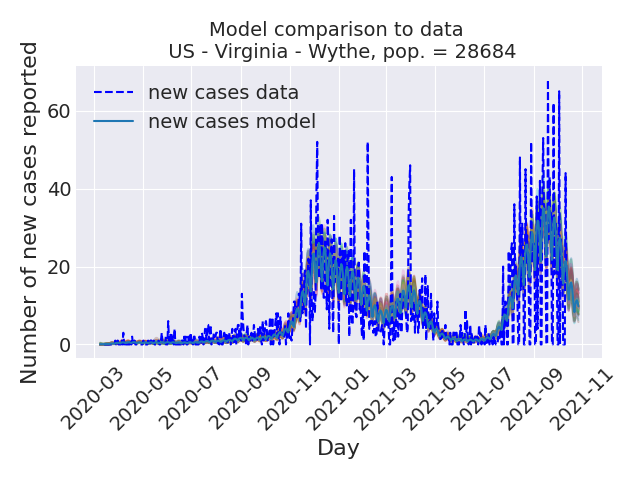 Model comparison to data
US - Virginia - Wythe, pop. = 28684
Number of new cases reported
60
40
20
0
new cases data
new cases model
2020-03
2020-05
2020-07
2020-09
2020-11
2021-01
2021-03
2021-05
2021-07
2021-09
2021-11
Day